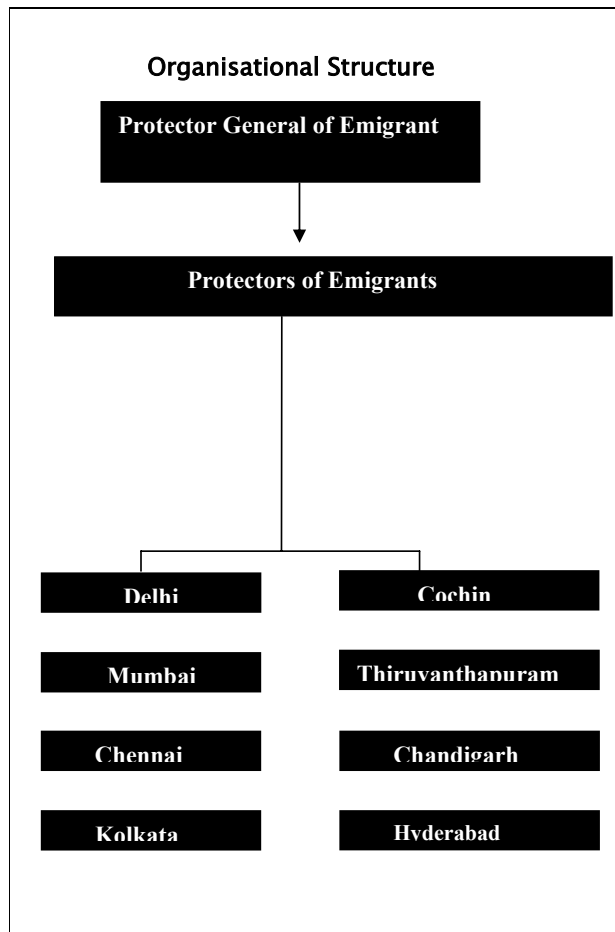 Organisational Structure
Protector General of Emigrant
Protectors of Emigrants
Delhi
Cochin
Mumbai
Thiruvanthapuram
Chennai
Chandigarh
Kolkata
Hyderabad